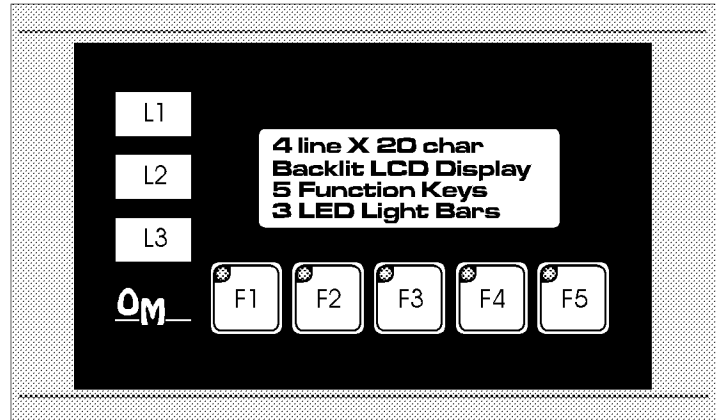 L1
L2
L3
4 line X 20 char
Backlit LCD Display
5 Function Keys
3 LED Light Bars
OM
F1 F2 F3 F4 F5